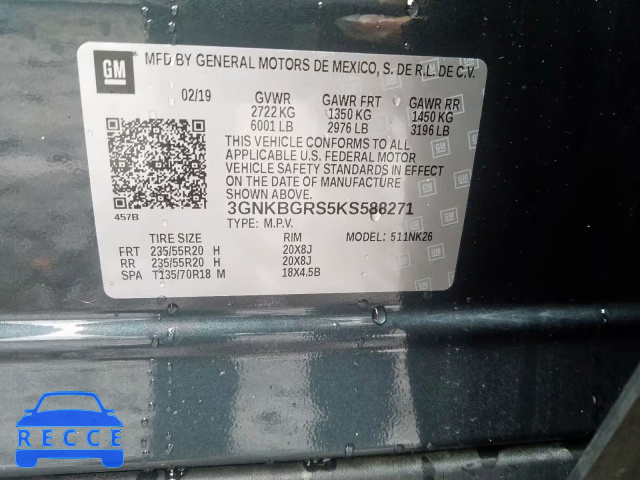 GM
MFD BY GENERAL MOTORS DE MEXICO, S. DE R.L. DE C.V.
02/19 GVWR GAWR FRT GAWR RR
2722 KG 1350 KG 1450 KG
6001 LB 2976 LB 3196 LB
THIS VEHICLE CONFORMS TO ALL
APPLICABLE U.S. FEDERAL MOTOR
VEHICLE SAFETY STANDARDS IN EFFECT
ON THE DATE OF MANUFACTURE
SHOWN ABOVE.
457B
3GNKBGRS5KS588271
TYPE: M.P.V.
TIRE SIZE RIM MODEL: 511NK26
FRT 235/55R20 H 20X8J
RR 235/55R20 H 20X8J
SPA T135/70R18 M 18X4.5B
RECCE